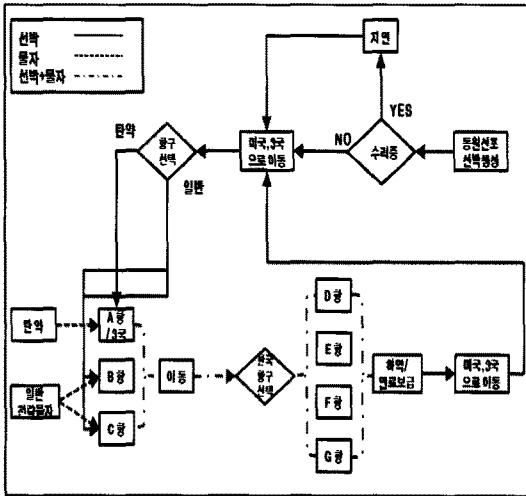 선박
물자
선박+물자
지연
YES
탄약
항구
선택
미국,3국
으로 이동
NO
수리중
동원선포
선박생성
일반
탄약
A항
/3국
D항
E항
일반
전략물자
B항
이동
한국
항구
선택
하역/
연료보급
미국,3국
으로 이동
C항
F항
G항